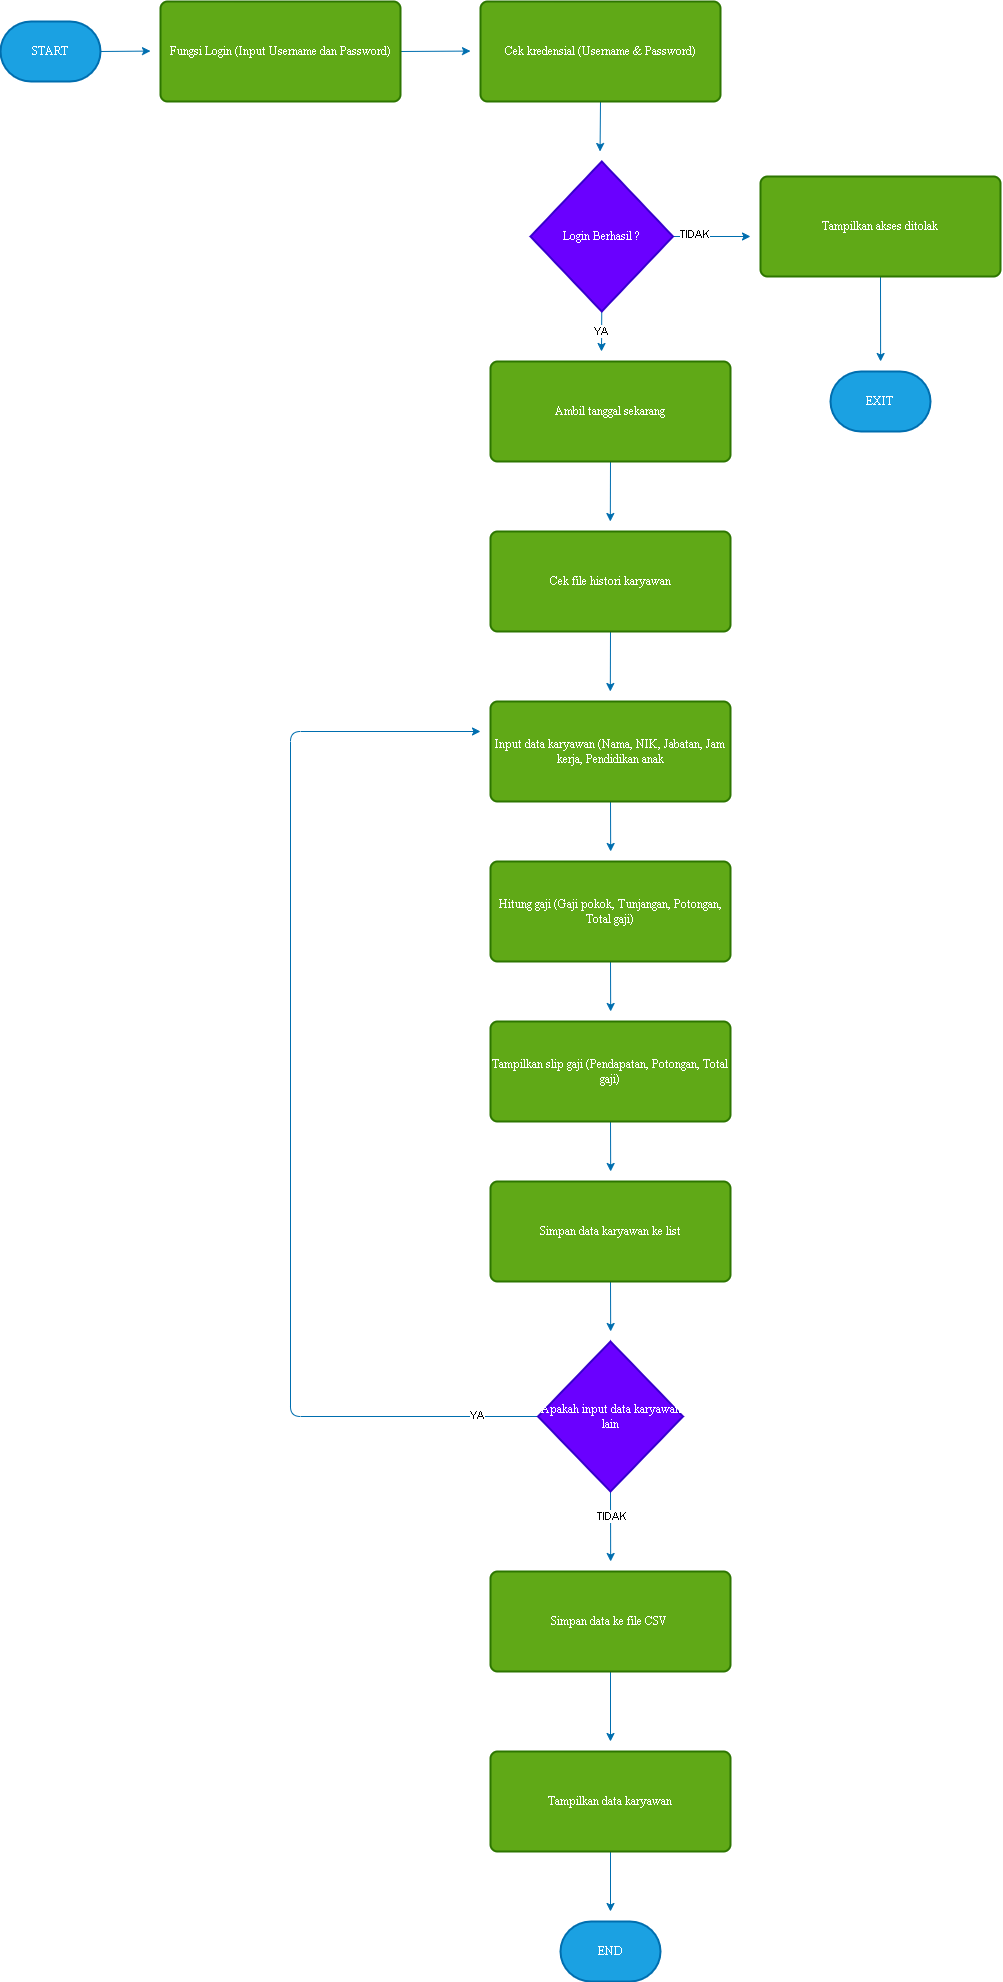 START
Fungsi Login (Input Username dan Password)
Cek kredensial (Username & Password)
Login Berhasil ?
TIDAK
Tampilkan akses ditolak
EXIT
YA
Ambil tanggal sekarang
Cek file histori karyawan
Input data karyawan (Nama, NIK, Jabatan, Jam
kerja, Pendidikan anak
Hitung gaji (Gaji pokok, Tunjangan, Potongan,
Total gaji)
Tampilkan slip gaji (Pendapatan, Potongan, Total
gaji)
Simpan data karyawan ke list
Apakah input data karyawan
lain
YA
TIDAK
Simpan data ke file CSV
Tampilkan data karyawan
END